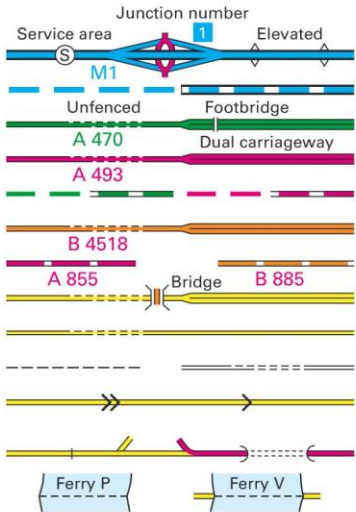 Junction number
Service area 1 Elevated
S
M1
Unfenced Footbridge
A 470
Dual carriageway
A 493
B 4518
A 855 Bridge B 885
Ferry P Ferry V